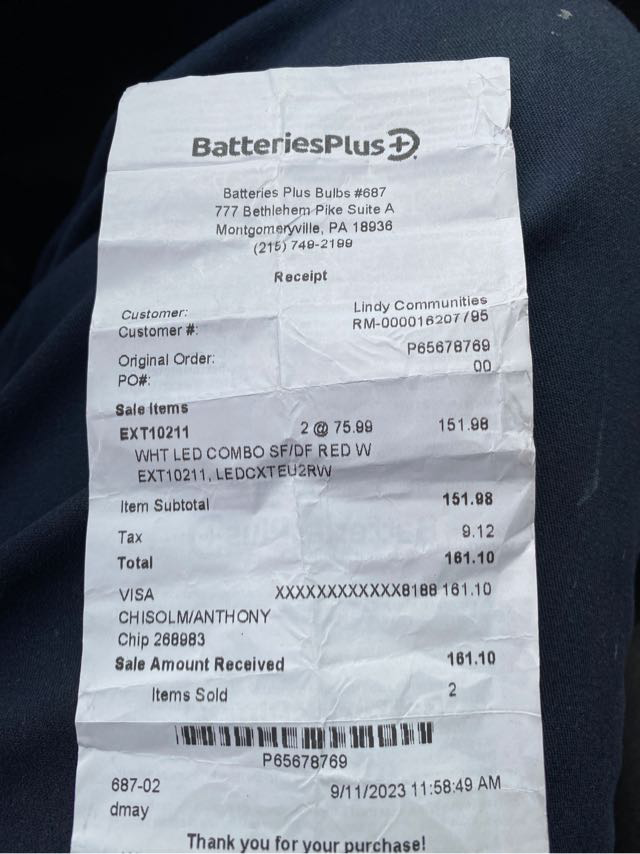 BatteriesPlus+
Batteries Plus Bulbs #687
777 Bethlehem Pike Suite A
Montgomeryville, PA 18936
(215) 749-2199
Receipt
Customer: Lindy Communities
Customer #: RM-000016207795
Original Order: P65678769
PO#: 00
Sale Items
EXT10211 2 @ 75.99 151.98
WHT LED COMBO SF/DF RED W
EXT10211, LEDCXTEU2RW
Item Subtotal 151.98
Tax 9.12
Total 161.10
VISA XXXXXXXXXXXX8188 161.10
CHISOLM/ANTHONY
Chip 268983
Sale Amount Received 161.10
Items Sold 2
P65678769
687-02 9/11/2023 11:58:49 AM
dmay
Thank you for your purchase!